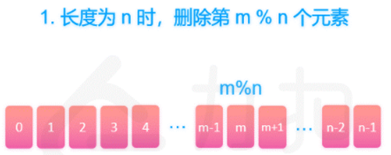 1. 长度为 n 时，删除第 m % n 个元素
m%n
0 1 2 3 4 ... m-1 m m+1 ... n-2 n-1